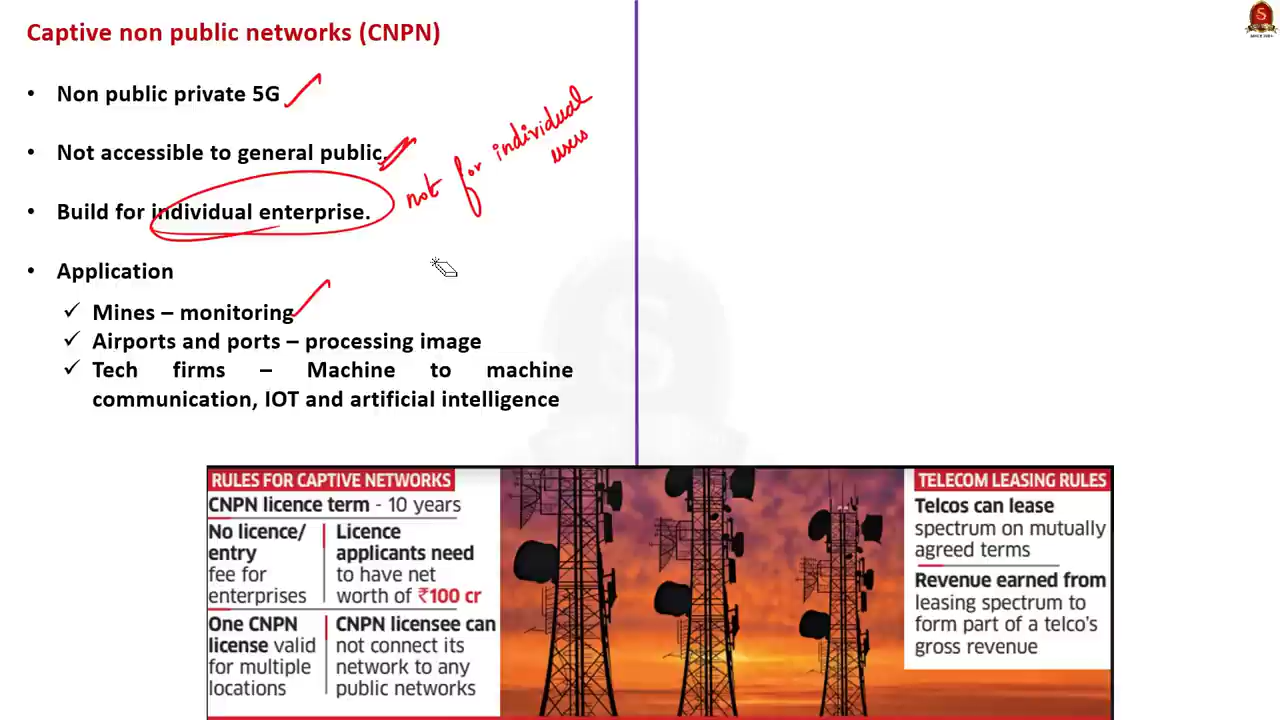 Captive non public networks (CNPN)
• Non public private 5G
• Not accessible to general public.
• Build for individual enterprise.
not for individual
users
• Application
✓ Mines – monitoring
✓ Airports and ports – processing image
✓ Tech firms – Machine to machine
communication, IOT and artificial intelligence
RULES FOR CAPTIVE NETWORKS
CNPN licence term - 10 years
No licence/
entry
fee for
enterprises
Licence
applicants need
to have net
worth of ₹100 cr
One CNPN
license valid
for multiple
locations
CNPN licensee can
not connect its
network to any
public networks
TELECOM LEASING RULES
Telcos can lease
spectrum on mutually
agreed terms
Revenue earned from
leasing spectrum to
form part of a telco's
gross revenue
S